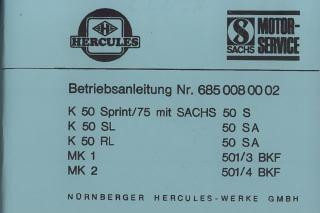 HERCULES
S
SACHS
MOTOR-
SERVICE
Betriebsanleitung Nr. 685 008 00 02
K 50 Sprint/75 mit SACHS 50 S
K 50 SL 50 SA
K 50 RL 50 SA
MK 1 501/3 BKF
MK 2 501/4 BKF
NÜRNBERGER HERCULES-WERKE GMBH